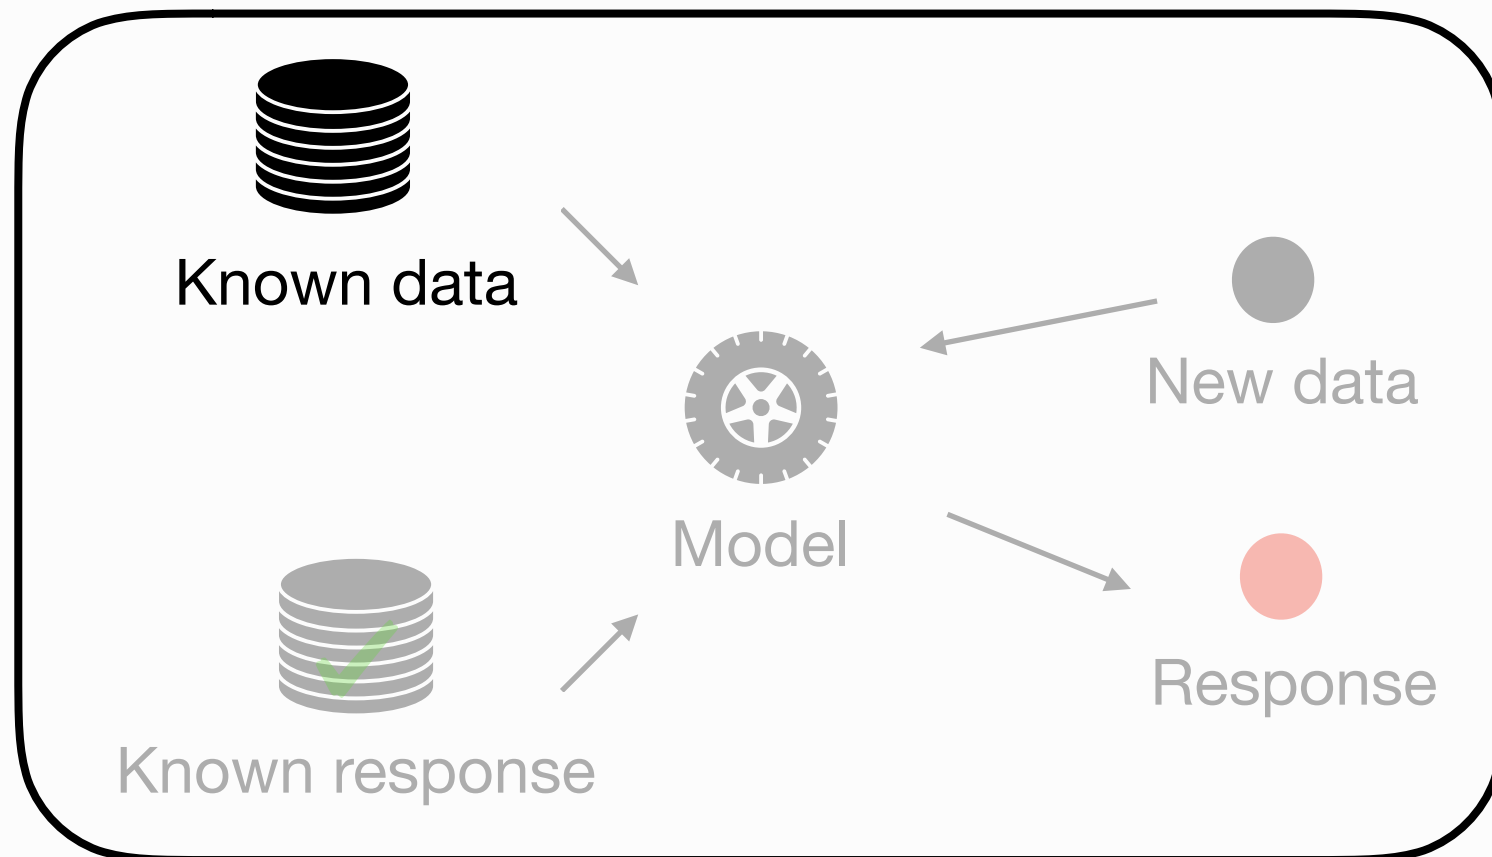 Known data
New data
Model
Response
Known response